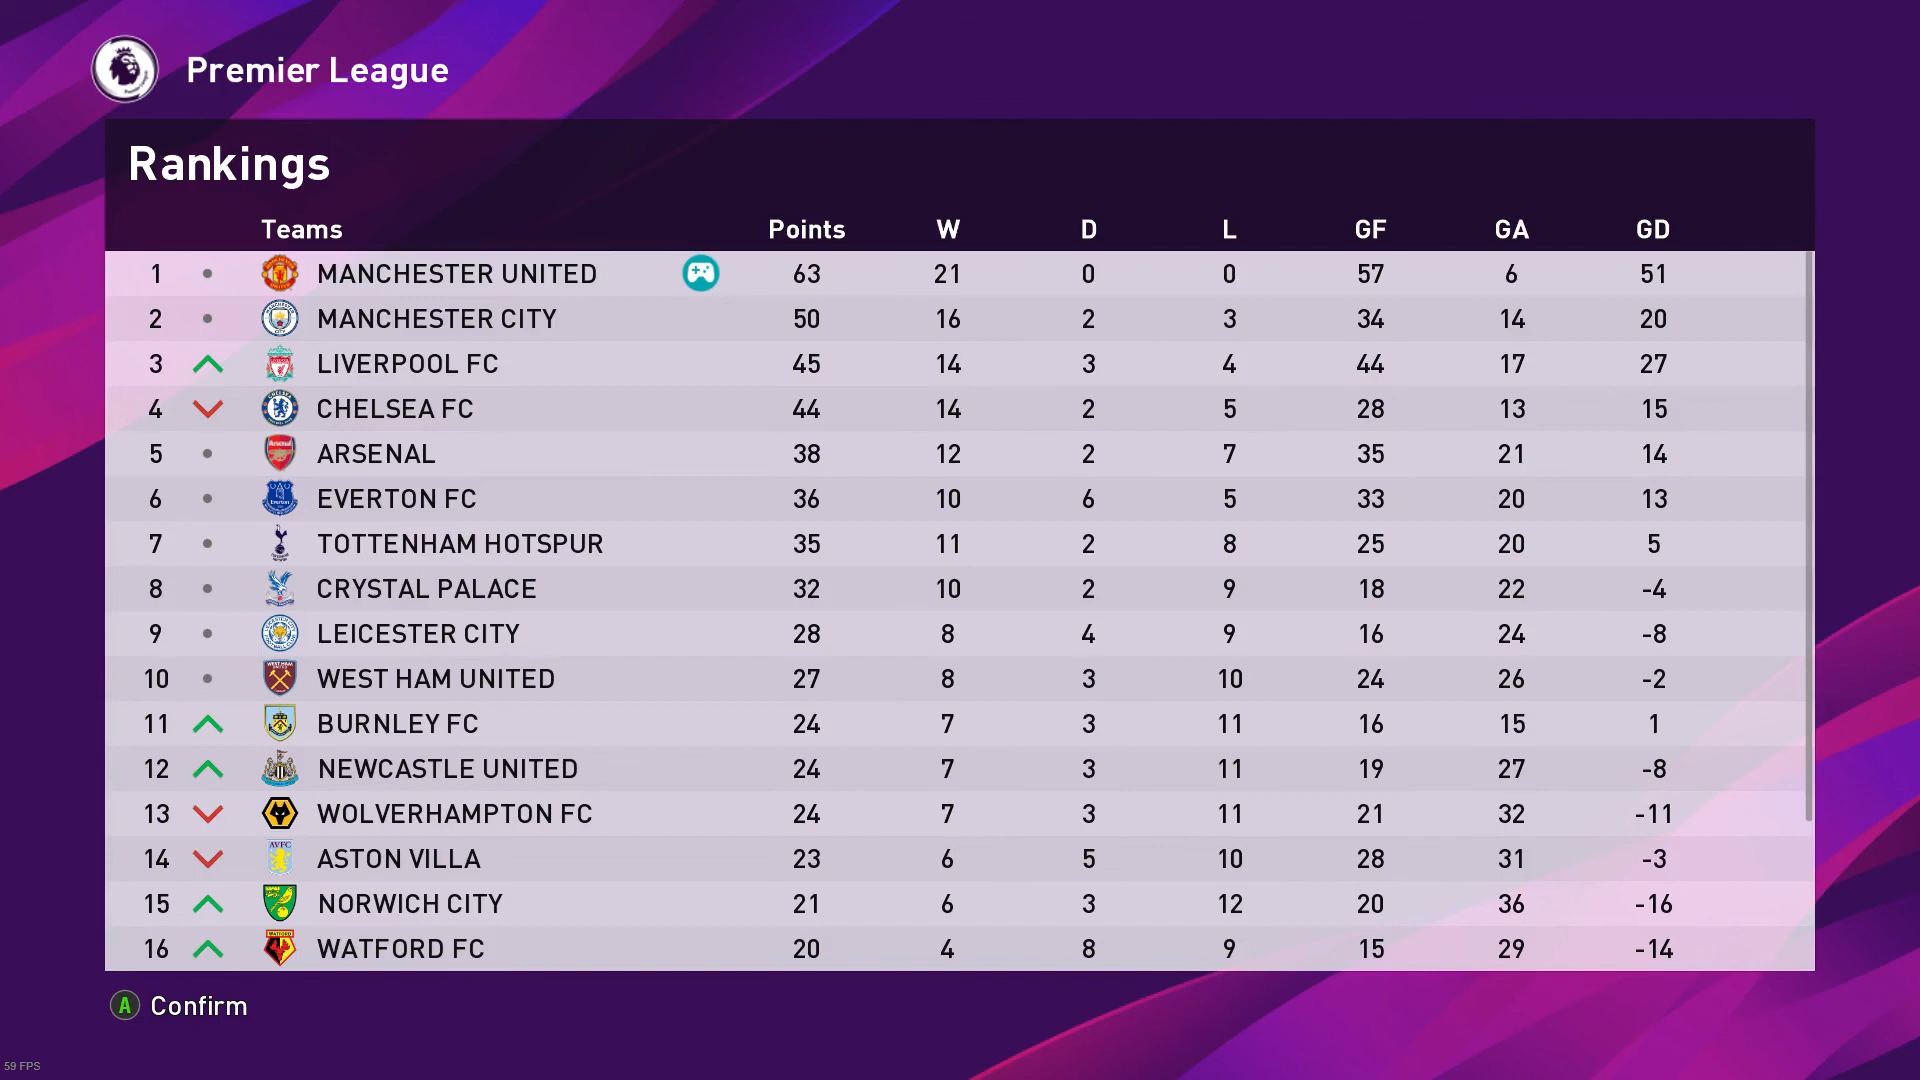 Premier League
Rankings
Teams Points W D L GF GA GD
1 MANCHESTER UNITED 63 21 0 0 57 6 51
2 MANCHESTER CITY 50 16 2 3 34 14 20
3 LIVERPOOL FC 45 14 3 4 44 17 27
4 CHELSEA FC 44 14 2 5 28 13 15
5 ARSENAL 38 12 2 7 35 21 14
6 EVERTON FC 36 10 6 5 33 20 13
7 TOTTENHAM HOTSPUR 35 11 2 8 25 20 5
8 CRYSTAL PALACE 32 10 2 9 18 22 -4
9 LEICESTER CITY 28 8 4 9 16 24 -8
10 WEST HAM UNITED 27 8 3 10 24 26 -2
11 BURNLEY FC 24 7 3 11 16 15 1
12 NEWCASTLE UNITED 24 7 3 11 19 27 -8
13 WOLVERHAMPTON FC 24 7 3 11 21 32 -11
14 ASTON VILLA 23 6 5 10 28 31 -3
15 NORWICH CITY 21 6 3 12 20 36 -16
16 WATFORD FC 20 4 8 9 15 29 -14
A Confirm
59 FPS